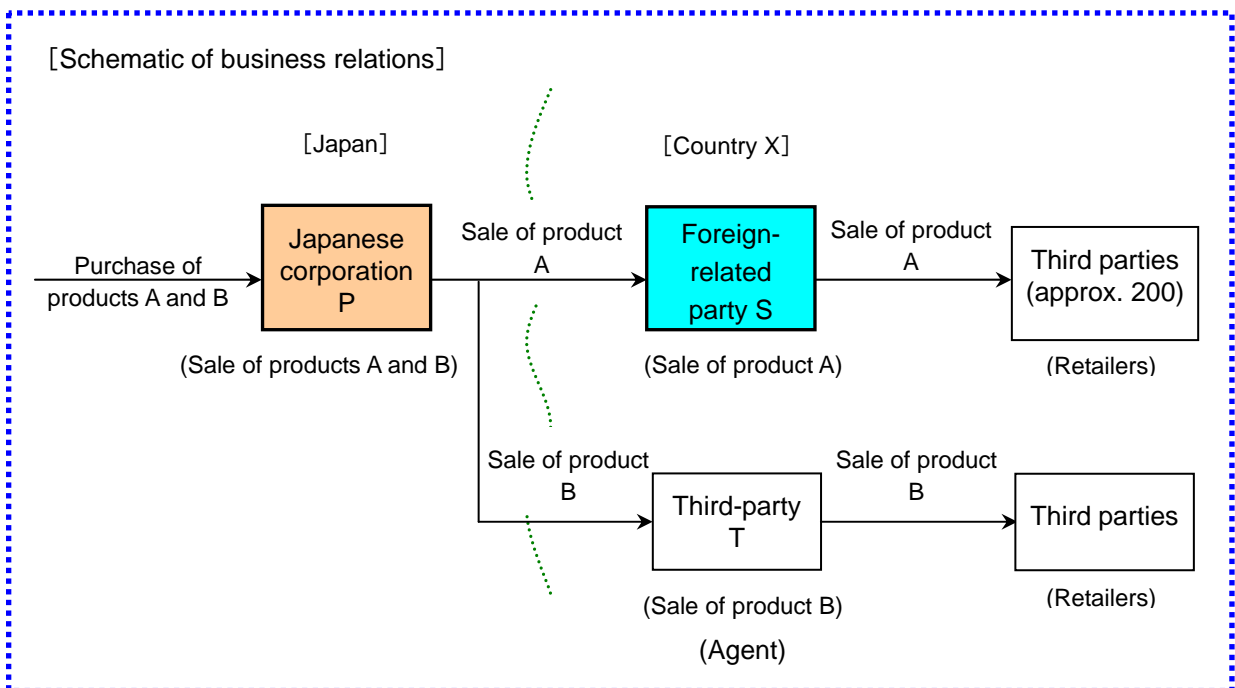 ［Schematic of business relations］
［Japan］
［Country X］
Purchase of
products A and B
Japanese
corporation
P
(Sale of products A and B)
Sale of product
A
Foreign-
related
party S
(Sale of product A)
Sale of product
A
Third parties
(approx. 200)
(Retailers)
Sale of product
B
Third-party
T
(Sale of product B)
(Agent)
Sale of product
B
Third parties
(Retailers)